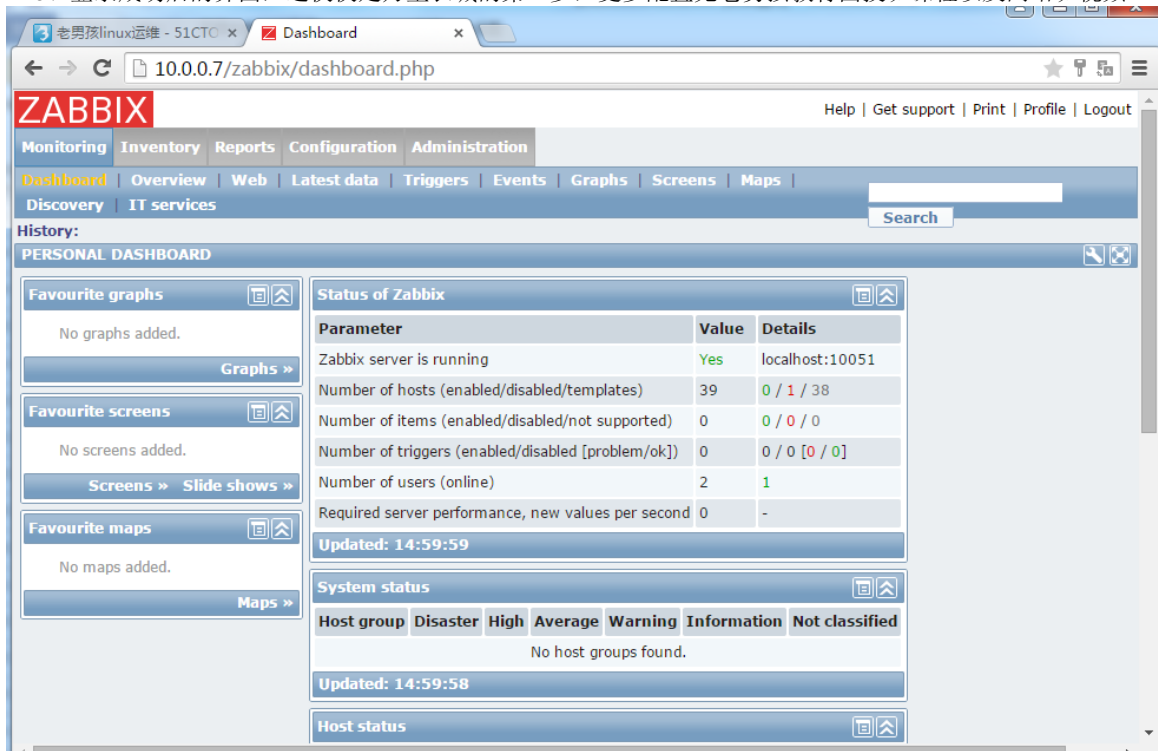 老男孩linux运维 - 51CTO
Dashboard
10.0.0.7/zabbix/dashboard.php
ZABBIX
Help | Get support | Print | Profile | Logout
Monitoring Inventory Reports Configuration Administration
Dashboard | Overview | Web | Latest data | Triggers | Events | Graphs | Screens | Maps |
Discovery | IT services
Search
History:
PERSONAL DASHBOARD
Favourite graphs
No graphs added.
Graphs »
Favourite screens
No screens added.
Screens » Slide shows »
Favourite maps
No maps added.
Maps »
Status of Zabbix
Parameter Value Details
Zabbix server is running Yes localhost:10051
Number of hosts (enabled/disabled/templates) 39 0 / 1 / 38
Number of items (enabled/disabled/not supported) 0 0 / 0 / 0
Number of triggers (enabled/disabled [problem/ok]) 0 0 / 0 [0 / 0]
Number of users (online) 2 1
Required server performance, new values per second 0 -
Updated: 14:59:59
System status
Host group Disaster High Average Warning Information Not classified
No host groups found.
Updated: 14:59:58
Host status